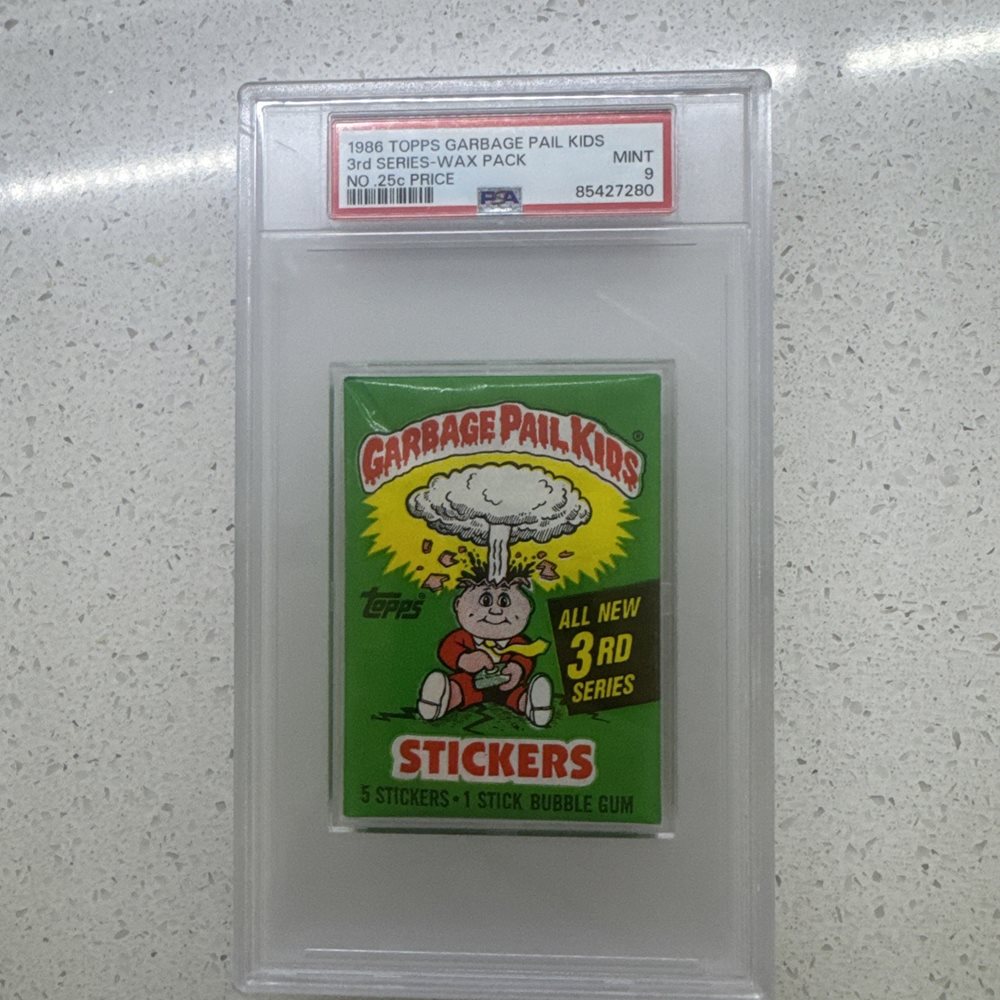 1986 TOPPS GARBAGE PAIL KIDS
3rd SERIES-WAX PACK
MINT
NO .25c PRICE
9
PSA
85427280
GARBAGE PAIL KIDS®
topps®
ALL NEW
3RD
SERIES
STICKERS
5 STICKERS • 1 STICK BUBBLE GUM